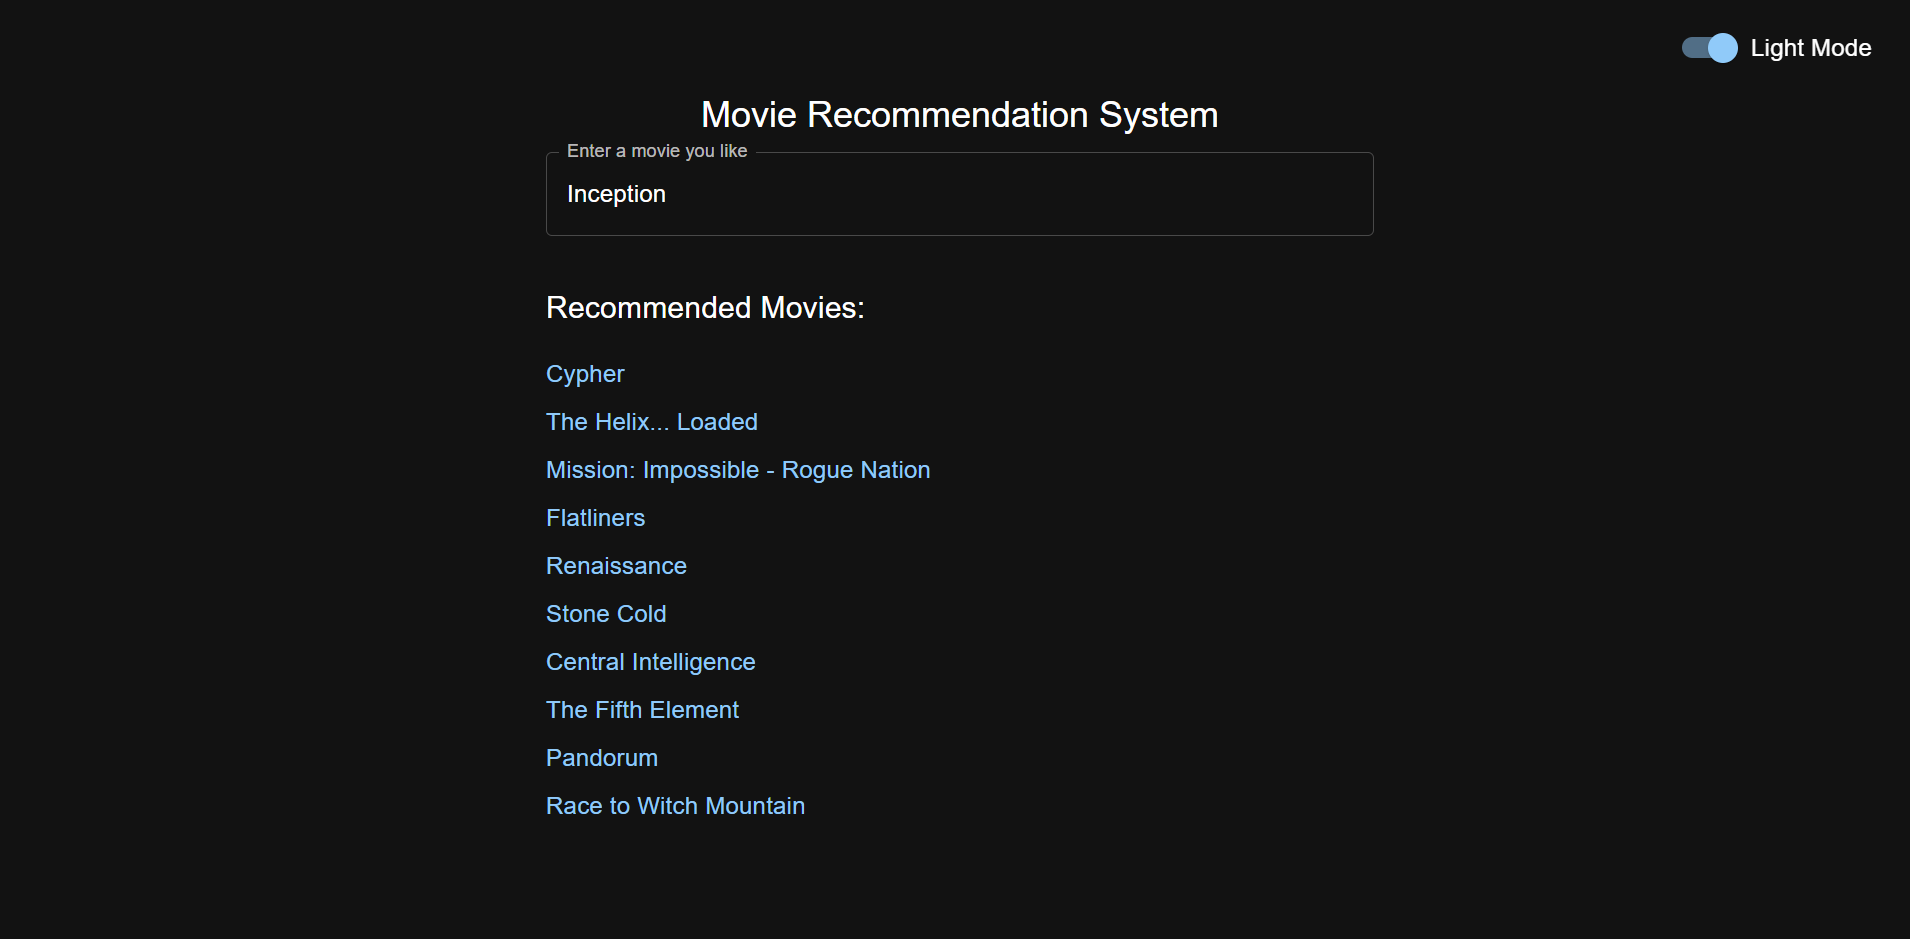 Light Mode
Movie Recommendation System
Enter a movie you like
Inception
Recommended Movies:
Cypher
The Helix... Loaded
Mission: Impossible - Rogue Nation
Flatliners
Renaissance
Stone Cold
Central Intelligence
The Fifth Element
Pandorum
Race to Witch Mountain